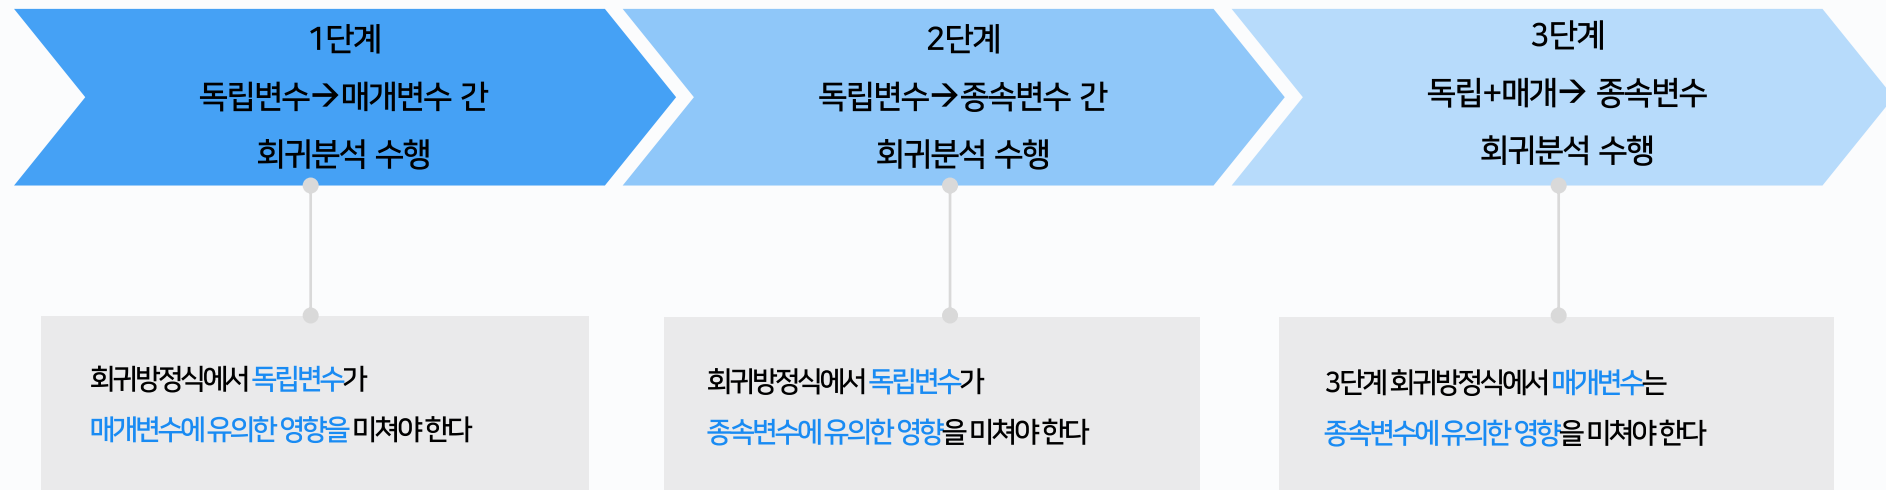 1단계
독립변수→매개변수 간
회귀분석 수행
2단계
독립변수→종속변수 간
회귀분석 수행
3단계
독립+매개→ 종속변수
회귀분석 수행
회귀방정식에서 독립변수가
매개변수에 유의한 영향을 미쳐야 한다
회귀방정식에서 독립변수가
종속변수에 유의한 영향을 미쳐야 한다
3단계 회귀방정식에서 매개변수는
종속변수에 유의한 영향을 미쳐야 한다